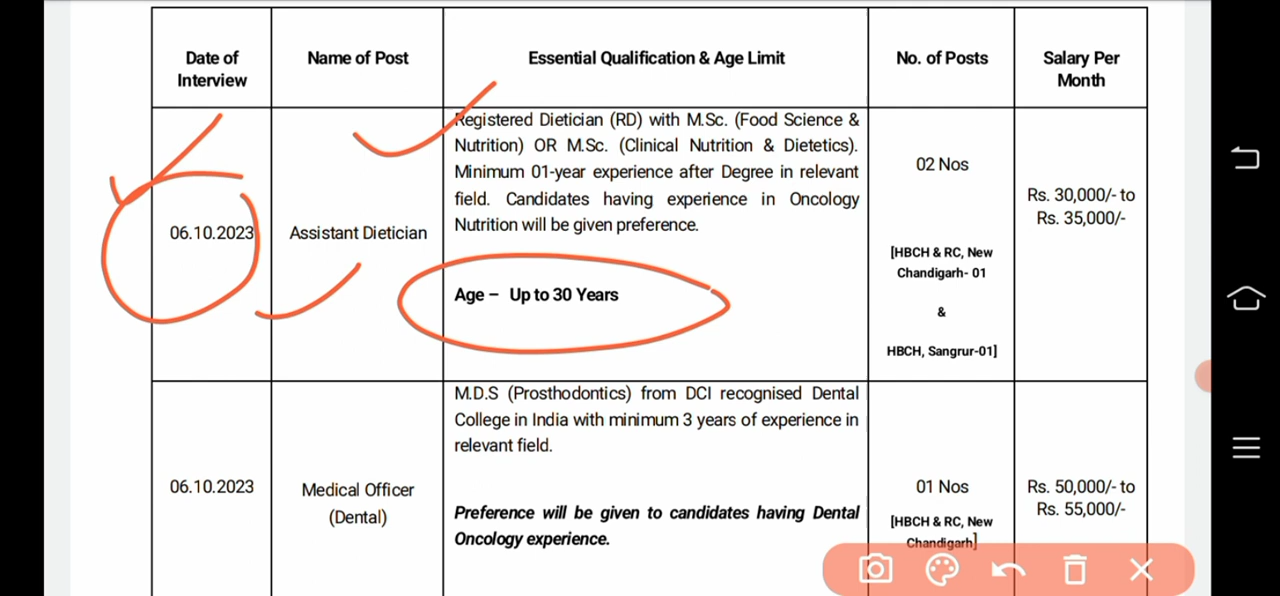 Date of
Interview
Name of Post
Essential Qualification & Age Limit
No. of Posts
Salary Per
Month
06.10.2023
Assistant Dietician
Registered Dietician (RD) with M.Sc. (Food Science &
Nutrition) OR M.Sc. (Clinical Nutrition & Dietetics).
Minimum 01-year experience after Degree in relevant
field. Candidates having experience in Oncology
Nutrition will be given preference.
Age – Up to 30 Years
02 Nos
[HBCH & RC, New
Chandigarh- 01
&
HBCH, Sangrur-01]
Rs. 30,000/- to
Rs. 35,000/-
06.10.2023
Medical Officer
(Dental)
M.D.S (Prosthodontics) from DCI recognised Dental
College in India with minimum 3 years of experience in
relevant field.
Preference will be given to candidates having Dental
Oncology experience.
01 Nos
[HBCH & RC, New
Chandigarh]
Rs. 50,000/- to
Rs. 55,000/-